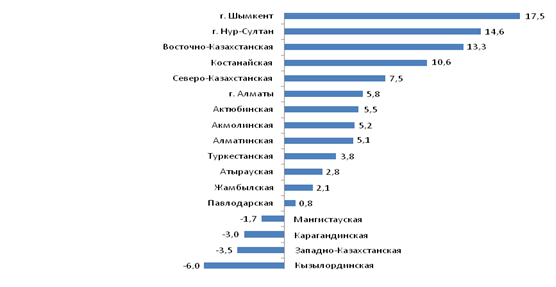 г. Шымкент 17,5
г. Нур-Султан 14,6
Восточно-Казахстанская 13,3
Костанайская 10,6
Северо-Казахстанская 7,5
г. Алматы 5,8
Актюбинская 5,5
Акмолинская 5,2
Алматинская 5,1
Туркестанская 3,8
Атырауская 2,8
Жамбылская 2,1
Павлодарская 0,8
-1,7 Мангистауская
-3,0 Карагандинская
-3,5 Западно-Казахстанская
-6,0 Кызылординская